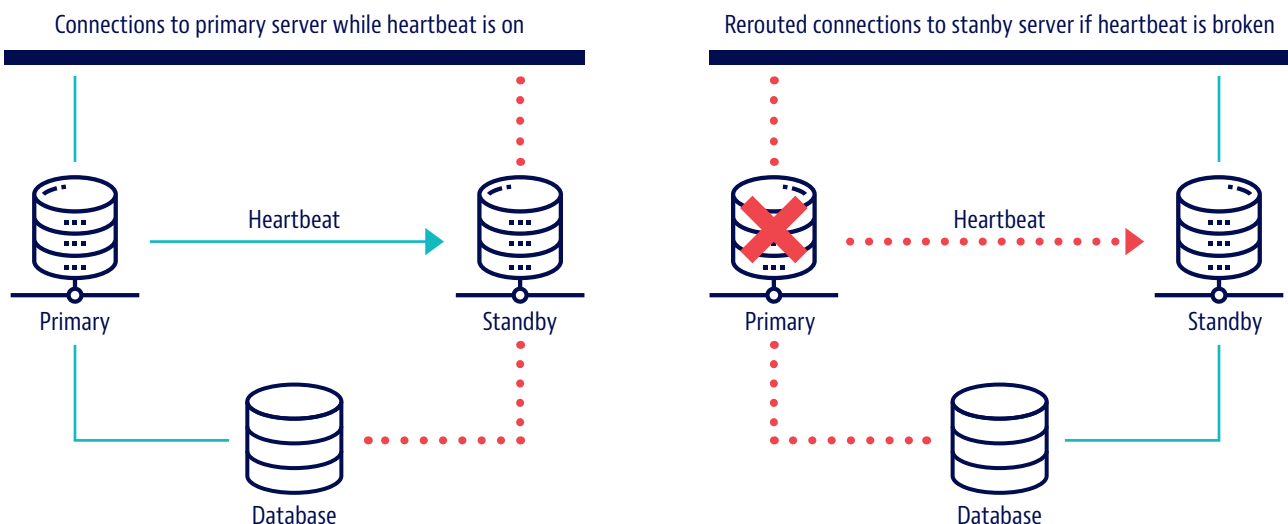 Connections to primary server while heartbeat is on
Heartbeat
Primary
Standby
Database
Rerouted connections to stanby server if heartbeat is broken
Heartbeat
Primary
Standby
Database